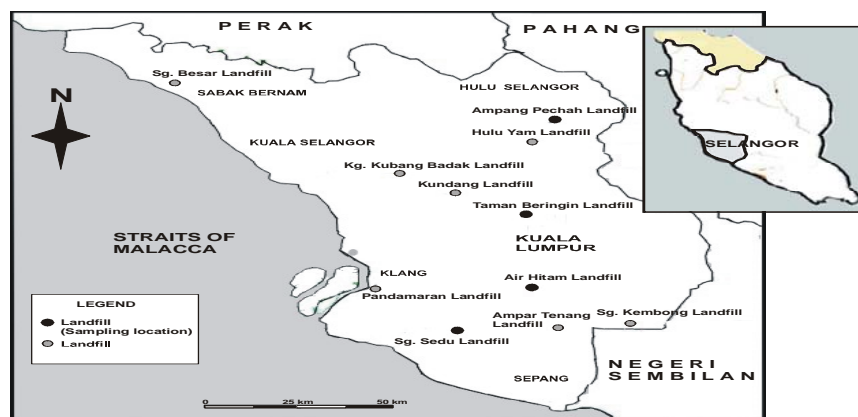 PERAK
PAHANG
Sg. Besar Landfill
SABAK BERNAM
N
HULU SELANGOR
Ampang Pechah Landfill
Hulu Yam Landfill
KUALA SELANGOR
SELANGOR
Kg. Kubang Badak Landfill
Kundang Landfill
Taman Beringin Landfill
STRAITS OF
MALACCA
KUALA
LUMPUR
KLANG
Air Hitam Landfill
Pandamaran Landfill
LEGEND
Landfill
(Sampling location)
Landfill
Ampar Tenang
Landfill
Sg. Kembong Landfill
Sg. Sedu Landfill
NEGERI
SEMBILAN
SEPANG
0
25 km
50 km